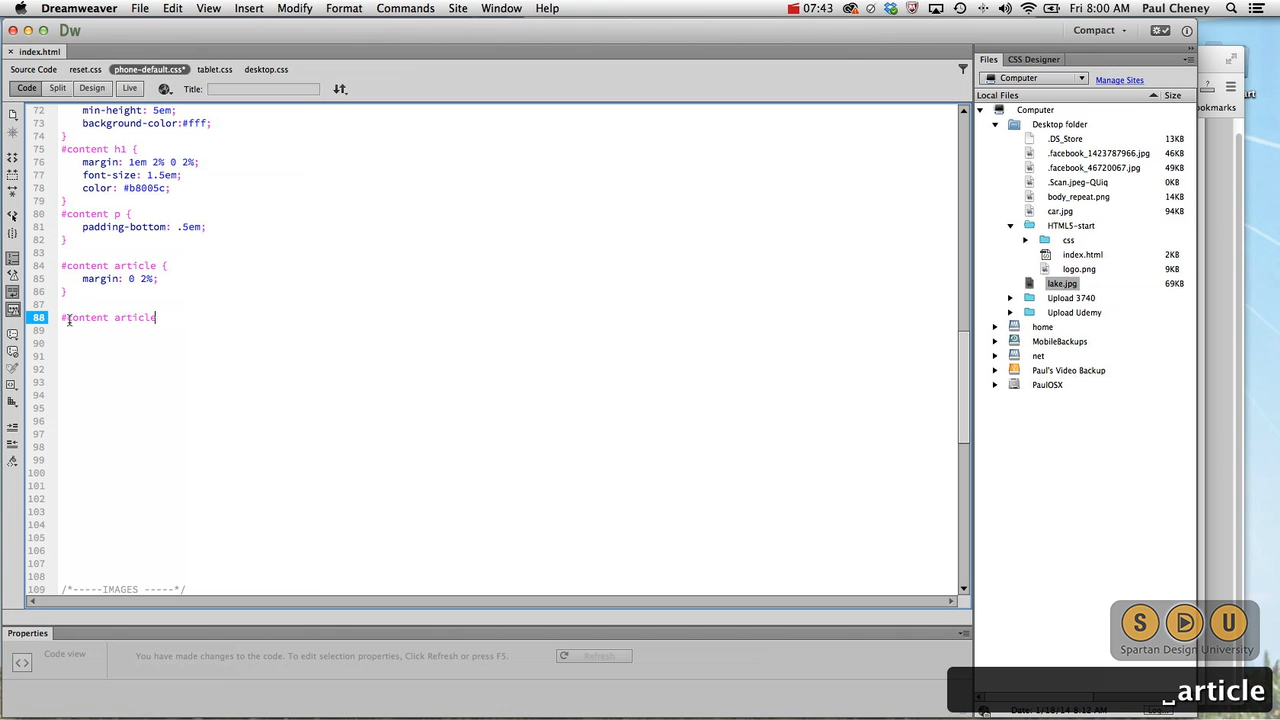 Dreamweaver File Edit View Insert Modify Format Commands Site Window Help 07:43 Fri 8:00 AM Paul Cheney
Dw Compact
× index.html
Source Code reset.css phone-default.css* tablet.css desktop.css
Code Split Design Live Title:
Files CSS Designer
Computer Manage Sites
Local Files Size
72 min-height: 5em;
73 background-color:#fff;
74 }
75 #content h1 {
76 margin: 1em 2% 0 2%;
77 font-size: 1.5em;
78 color: #b8005c;
79 }
80 #content p {
81 padding-bottom: .5em;
82 }
83
84 #content article {
85 margin: 0 2%;
86 }
87
88 #content article
89
90
91
92
93
94
95
96
97
98
99
100
101
102
103
104
105
106
107
108
109 /*-----IMAGES -----*/
Computer
Desktop folder
.DS_Store 13KB
.facebook_1423787966.jpg 46KB
.facebook_46720067.jpg 49KB
.Scan.jpeg-QUiq 0KB
body_repeat.png 14KB
car.jpg 94KB
HTML5-start
css
index.html 2KB
logo.png 9KB
lake.jpg 69KB
Upload 3740
Upload Udemy
home
MobileBackups
net
Paul's Video Backup
PaulOSX
Properties
<> Code view You have made changes to the code. To edit selection properties, Click Refresh or press F5. Refresh
S D U
Spartan Design University
␣article
Date: 1/18/14 8:12 AM